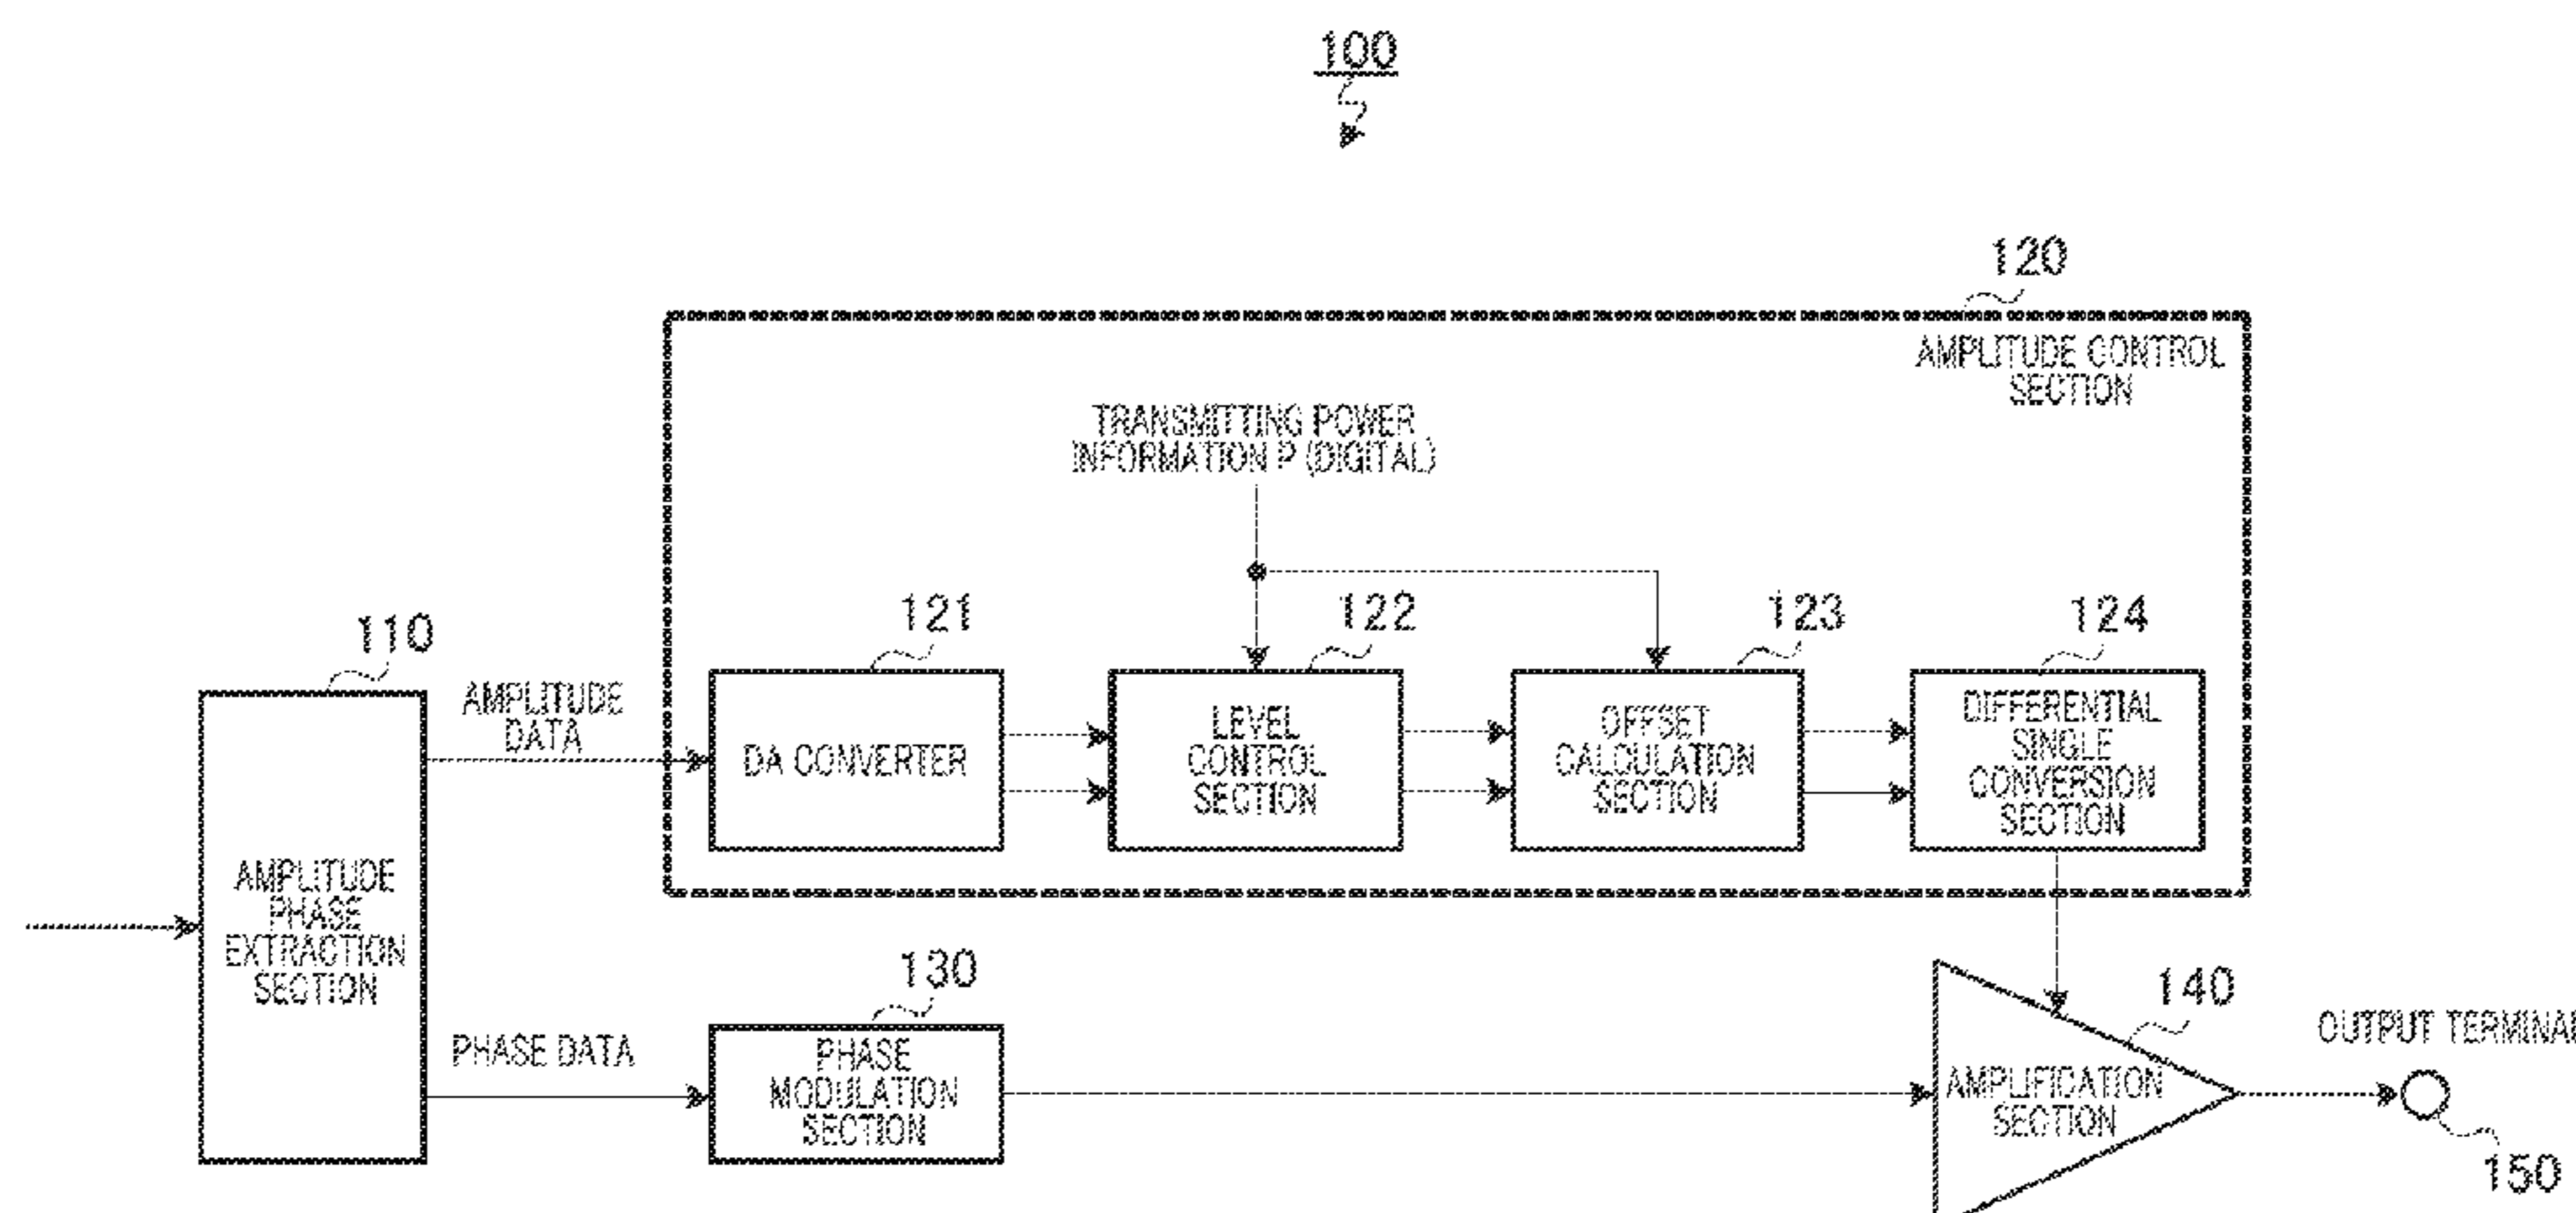 100
120
AMPLITUDE CONTROL
SECTION
TRANSMITTING POWER
INFORMATION P (DIGITAL)
110
121
122
123
124
AMPLITUDE
DATA
DA CONVERTER
LEVEL
CONTROL
SECTION
OFFSET
CALCULATION
SECTION
DIFFERENTIAL
SINGLE
CONVERSION
SECTION
AMPLITUDE
PHASE
EXTRACTION
SECTION
130
140
PHASE DATA
PHASE
MODULATION
SECTION
AMPLIFICATION
SECTION
OUTPUT TERMINAL
150